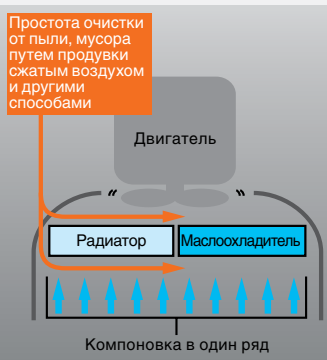 Простота очистки
от пыли, мусора
путем продувки
сжатым воздухом
и другими
способами
Двигатель
Радиатор
Маслоохладитель
Компоновка в один ряд